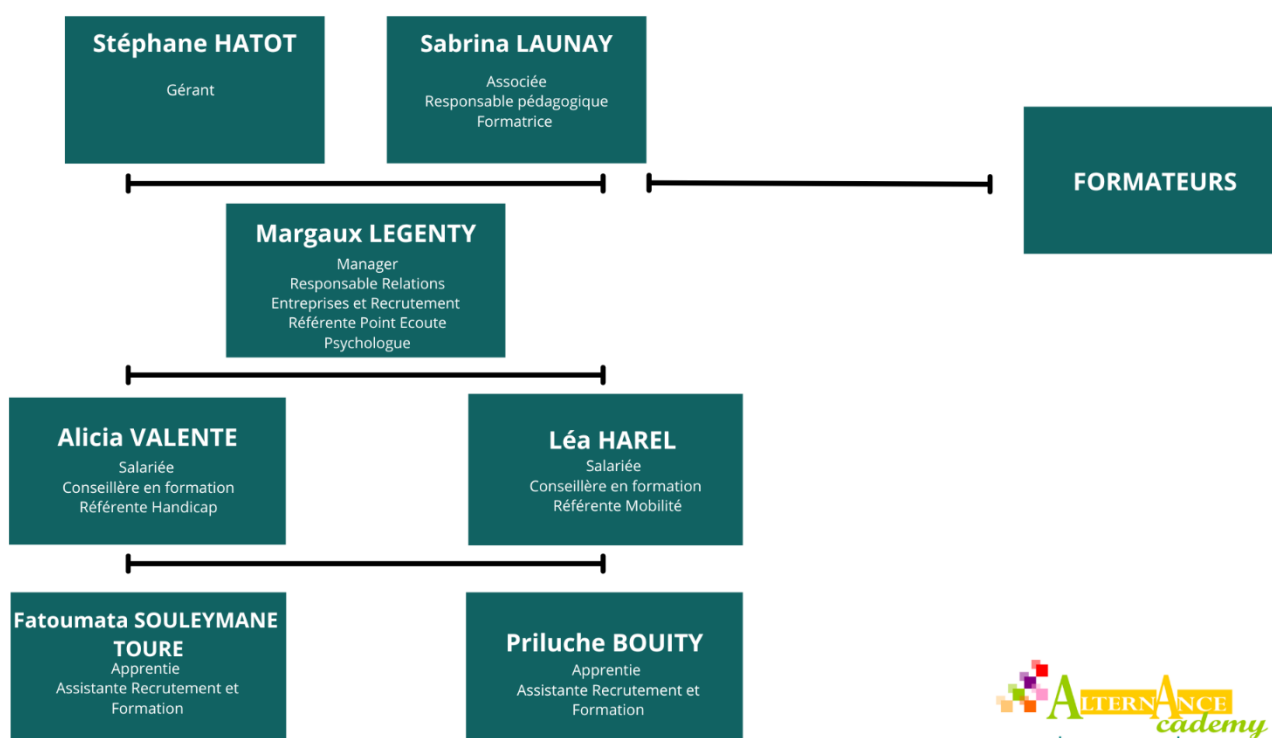 Stéphane HATOT
Gérant
Sabrina LAUNAY
Associée
Responsable pédagogique
Formatrice
FORMATEURS
Margaux LEGENTY
Manager
Responsable Relations
Entreprises et Recrutement
Référente Point Ecoute
Psychologue
Alicia VALENTE
Salariée
Conseillère en formation
Référente Handicap
Léa HAREL
Salariée
Conseillère en formation
Référente Mobilité
Fatoumata SOULEYMANE
TOURE
Apprentie
Assistante Recrutement et
Formation
Priluche BOUITY
Apprentie
Assistante Recrutement et
Formation
ALTERNANCE
cademy